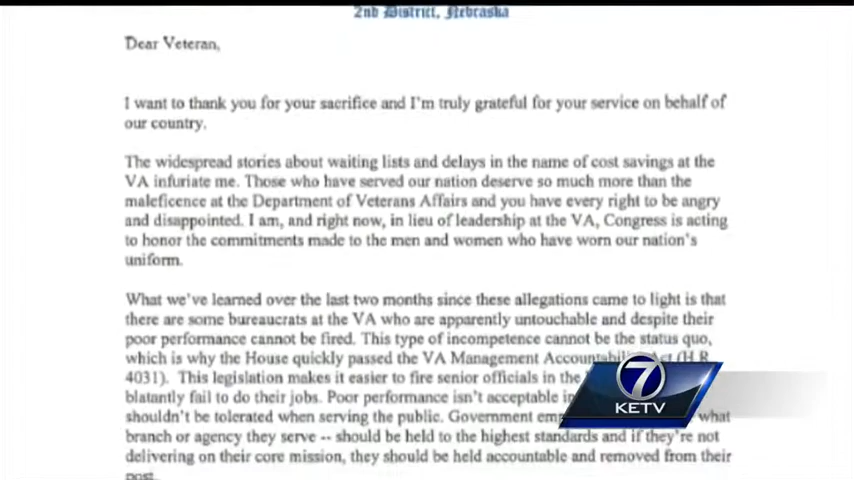 2nd District, Nebraska
Dear Veteran,
I want to thank you for your sacrifice and I'm truly grateful for your service on behalf of
our country.
The widespread stories about waiting lists and delays in the name of cost savings at the
VA infuriate me. Those who have served our nation deserve so much more than the
maleficence at the Department of Veterans Affairs and you have every right to be angry
and disappointed. I am, and right now, in lieu of leadership at the VA, Congress is acting
to honor the commitments made to the men and women who have worn our nation's
uniform.
What we've learned over the last two months since these allegations came to light is that
there are some bureaucrats at the VA who are apparently untouchable and despite their
poor performance cannot be fired. This type of incompetence cannot be the status quo,
which is why the House quickly passed the VA Management Accountability Act (H.R.
4031). This legislation makes it easier to fire senior officials in the
blatantly fail to do their jobs. Poor performance isn't acceptable in
shouldn't be tolerated when serving the public. Government emp what
branch or agency they serve -- should be held to the highest standards and if they're not
delivering on their core mission, they should be held accountable and removed from their
post.
7
KETV